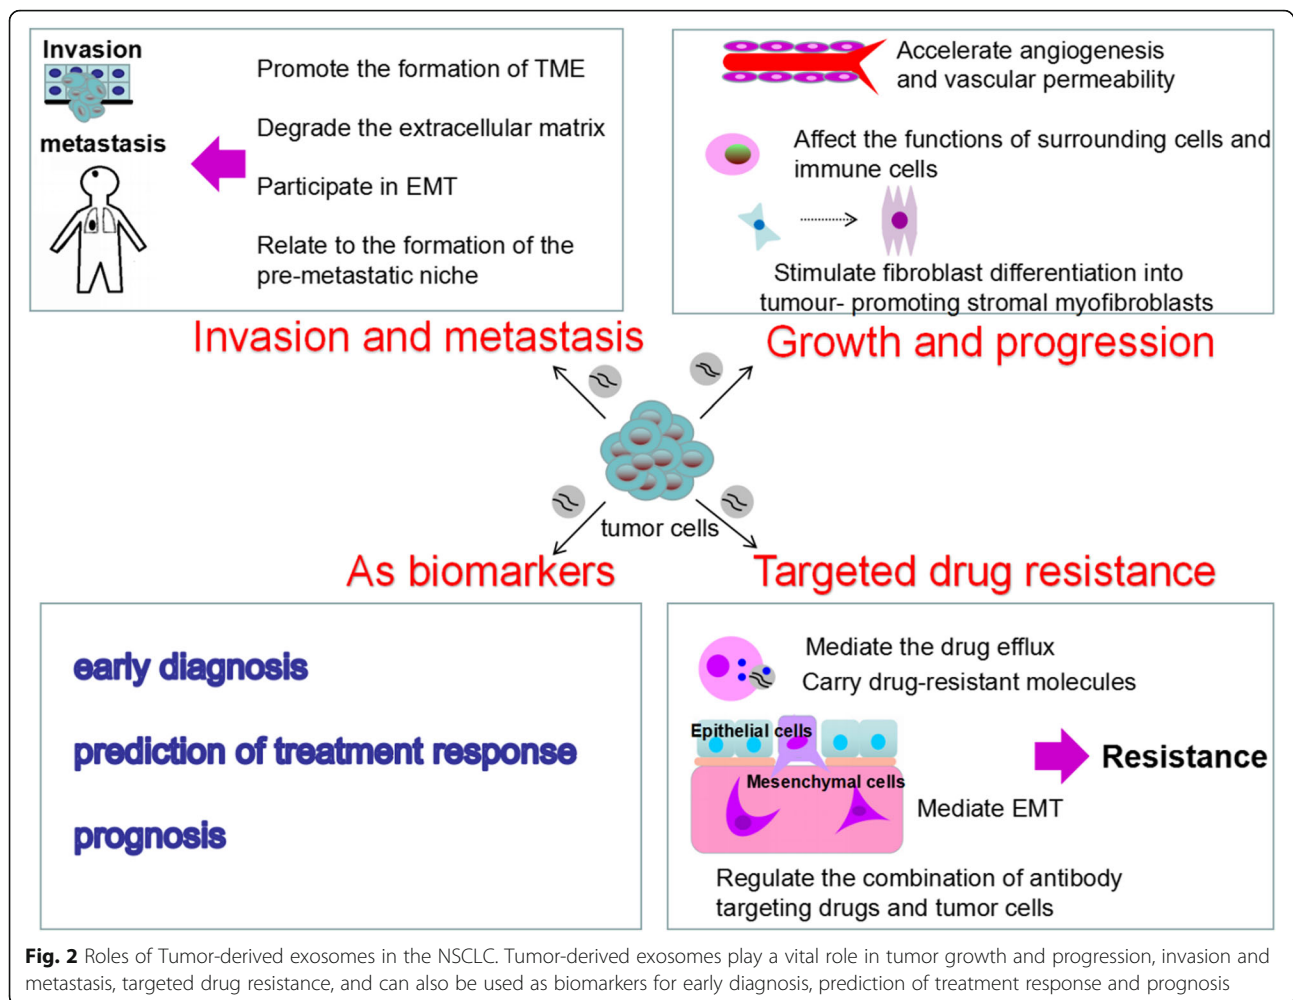 Invasion
metastasis
Promote the formation of TME
Degrade the extracellular matrix
Participate in EMT
Relate to the formation of the
pre-metastatic niche
Accelerate angiogenesis
and vascular permeability
Affect the functions of surrounding cells and
immune cells
Stimulate fibroblast differentiation into
tumour- promoting stromal myofibroblasts
Invasion and metastasis
Growth and progression
tumor cells
As biomarkers
Targeted drug resistance
early diagnosis
prediction of treatment response
prognosis
Mediate the drug efflux
Carry drug-resistant molecules
Epithelial cells
Mesenchymal cells
Resistance
Mediate EMT
Regulate the combination of antibody
targeting drugs and tumor cells
Fig. 2 Roles of Tumor-derived exosomes in the NSCLC. Tumor-derived exosomes play a vital role in tumor growth and progression, invasion and
metastasis, targeted drug resistance, and can also be used as biomarkers for early diagnosis, prediction of treatment response and prognosis